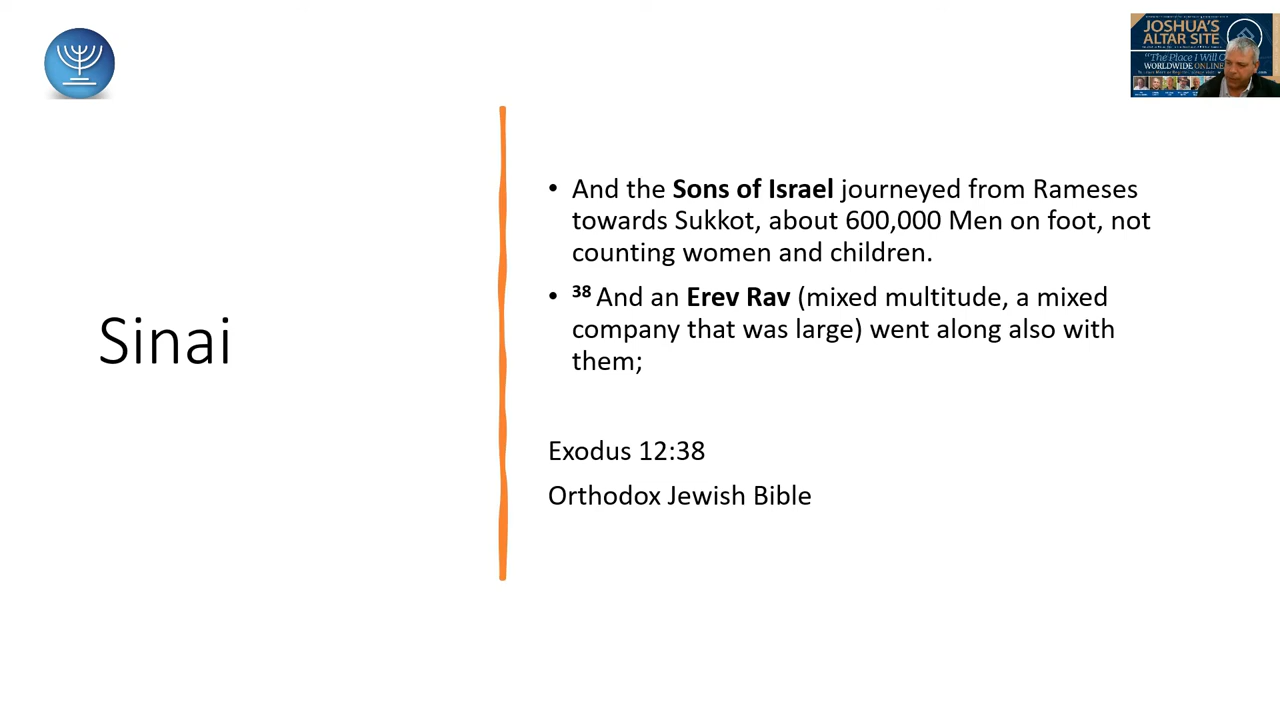 JOSHUA'S
ALTAR SITE
"The Place I Will
WORLDWIDE ONLINE
Sinai
• And the Sons of Israel journeyed from Rameses
towards Sukkot, about 600,000 Men on foot, not
counting women and children.
• 38 And an Erev Rav (mixed multitude, a mixed
company that was large) went along also with
them;
Exodus 12:38
Orthodox Jewish Bible